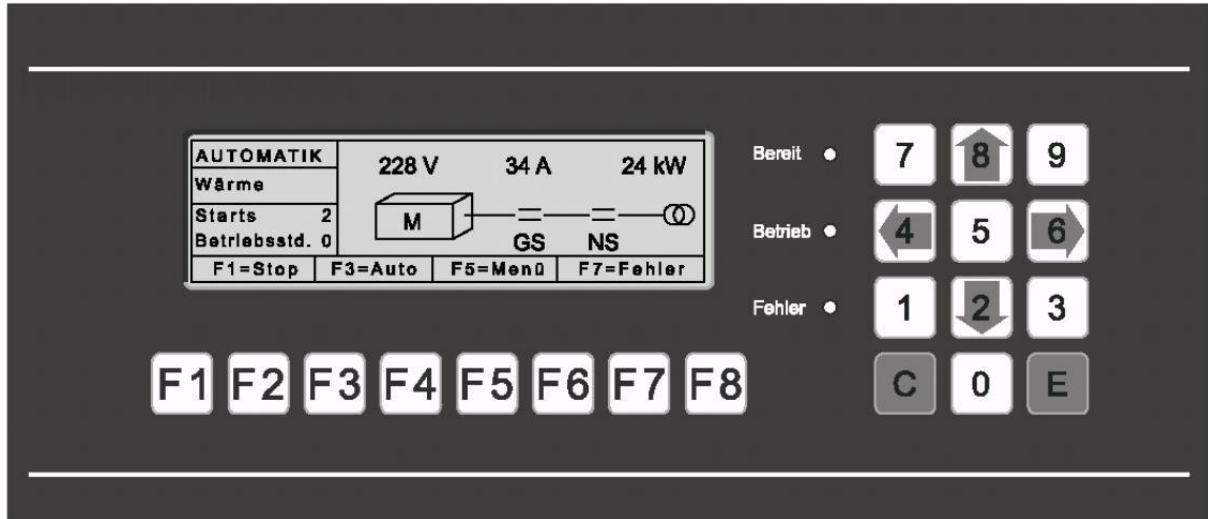 AUTOMATIK
Wärme
Starts 2
Betriebsstd. 0
228 V 34 A 24 kW
M
GS NS
F1=Stop F3=Auto F5=Menü F7=Fehler
Bereit
Betrieb
Fehler
F1 F2 F3 F4 F5 F6 F7 F8
7 8 9
4 5 6
1 2 3
C 0 E